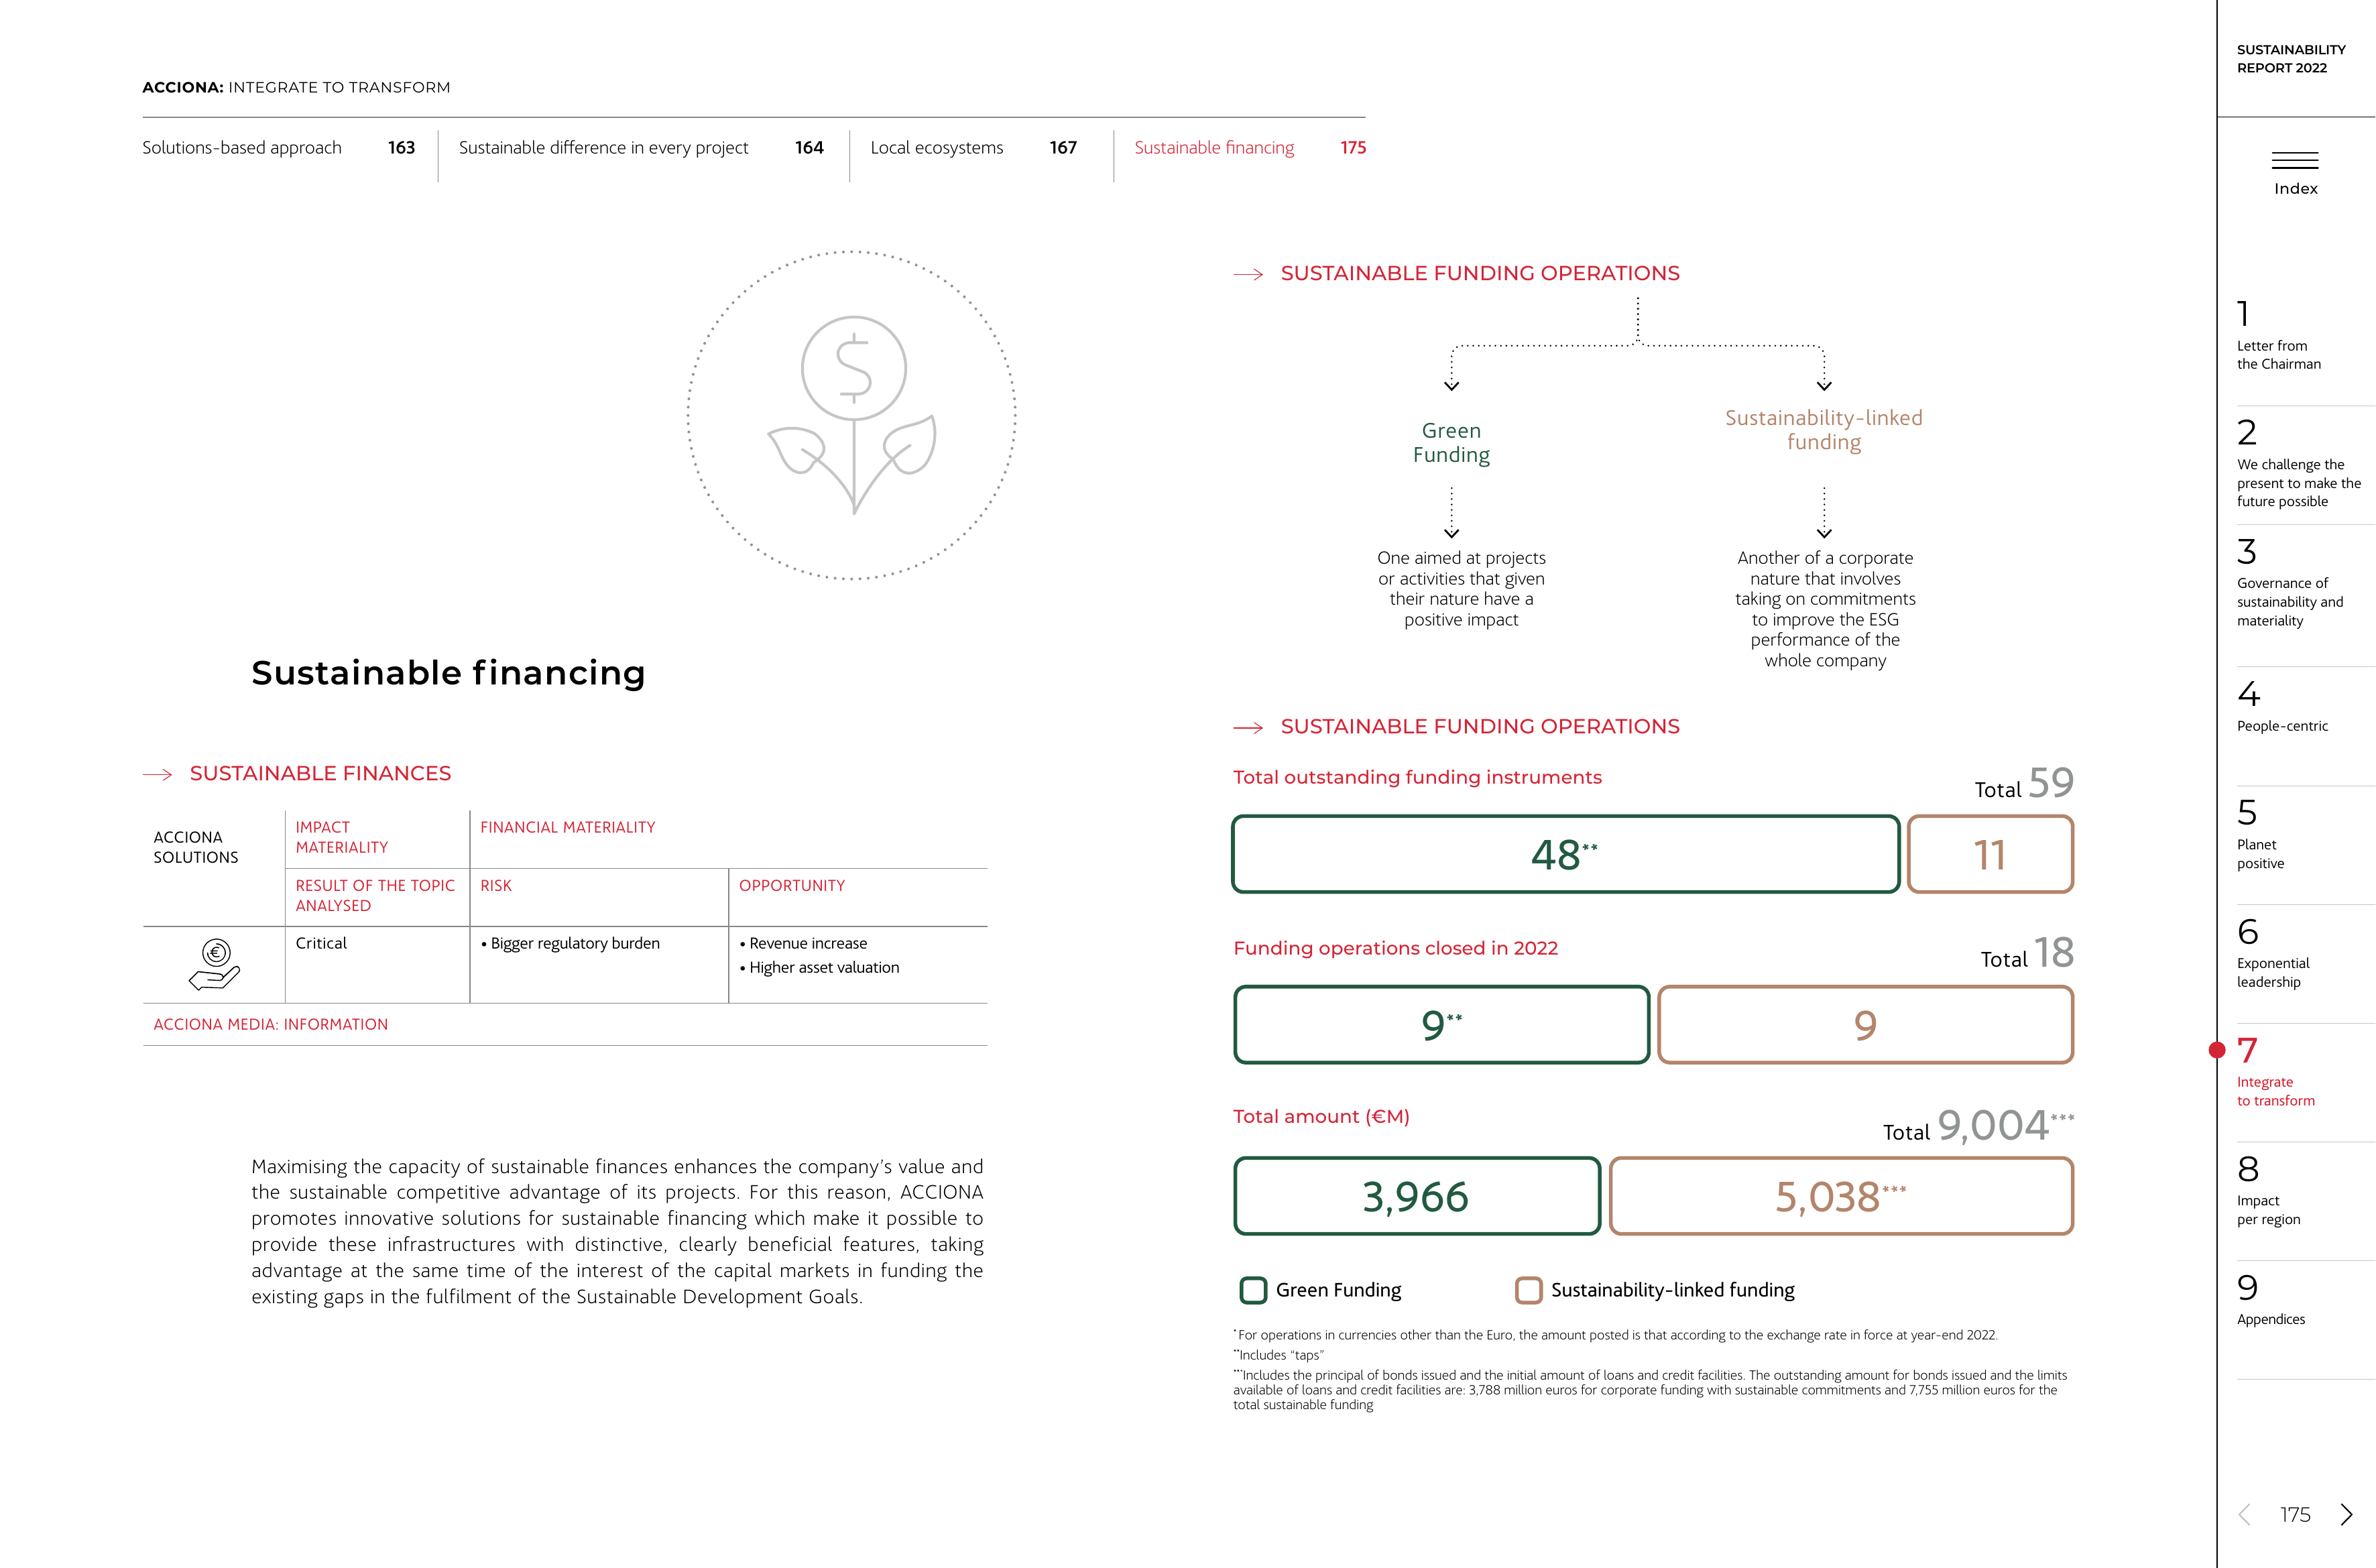 ACCIONA: INTEGRATE TO TRANSFORM
Solutions-based approach 163 Sustainable difference in every project 164 Local ecosystems 167 Sustainable financing 175
Sustainable financing
SUSTAINABLE FINANCES
ACCIONA
SOLUTIONS
IMPACT
MATERIALITY
FINANCIAL MATERIALITY
RESULT OF THE TOPIC
ANALYSED
RISK
OPPORTUNITY
Critical
• Bigger regulatory burden
• Revenue increase
• Higher asset valuation
ACCIONA MEDIA: INFORMATION
Maximising the capacity of sustainable finances enhances the company’s value and
the sustainable competitive advantage of its projects. For this reason, ACCIONA
promotes innovative solutions for sustainable financing which make it possible to
provide these infrastructures with distinctive, clearly beneficial features, taking
advantage at the same time of the interest of the capital markets in funding the
existing gaps in the fulfilment of the Sustainable Development Goals.
SUSTAINABLE FUNDING OPERATIONS
Green
Funding
One aimed at projects
or activities that given
their nature have a
positive impact
Sustainability-linked
funding
Another of a corporate
nature that involves
taking on commitments
to improve the ESG
performance of the
whole company
SUSTAINABLE FUNDING OPERATIONS
Total outstanding funding instruments
Total 59
48** 11
Funding operations closed in 2022
Total 18
9** 9
Total amount (€M)
Total 9,004***
3,966 5,038***
Green Funding Sustainability-linked funding
* For operations in currencies other than the Euro, the amount posted is that according to the exchange rate in force at year-end 2022.
**Includes “taps”
***Includes the principal of bonds issued and the initial amount of loans and credit facilities. The outstanding amount for bonds issued and the limits
available of loans and credit facilities are: 3,788 million euros for corporate funding with sustainable commitments and 7,755 million euros for the
total sustainable funding
SUSTAINABILITY
REPORT 2022
Index
1
Letter from
the Chairman
2
We challenge the
present to make the
future possible
3
Governance of
sustainability and
materiality
4
People-centric
5
Planet
positive
6
Exponential
leadership
7
Integrate
to transform
8
Impact
per region
9
Appendices
175